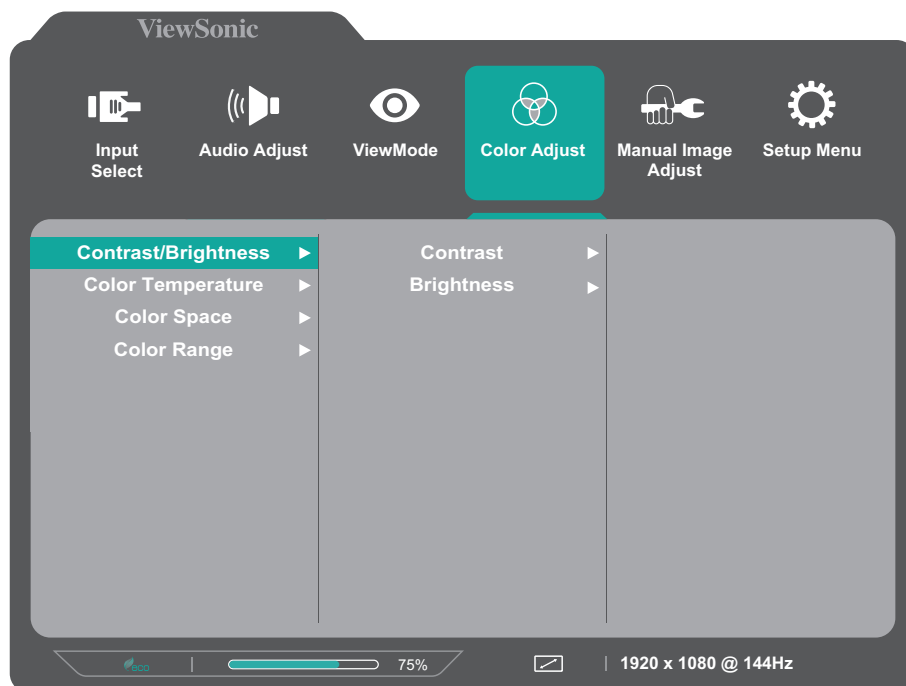 ViewSonic
Input
Select
Audio Adjust
ViewMode
Color Adjust
Manual Image
Adjust
Setup Menu
Contrast/Brightness
Color Temperature
Color Space
Color Range
Contrast
Brightness
eco
75%
1920 x 1080 @ 144Hz